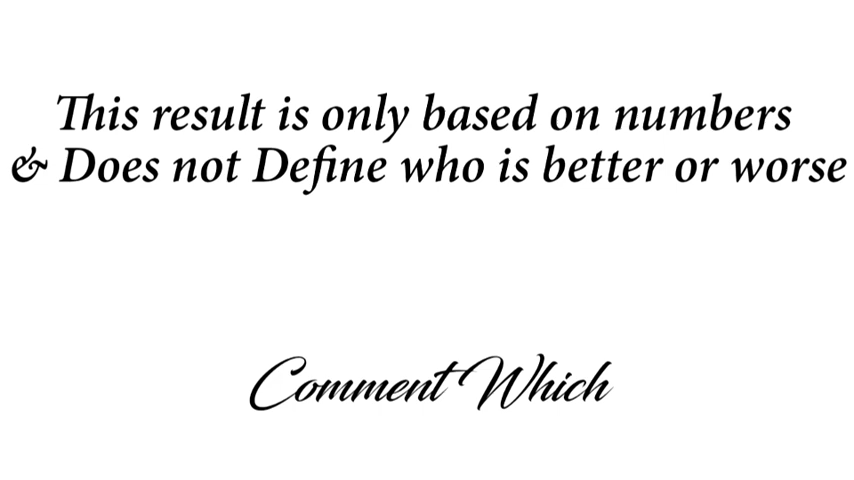 This result is only based on numbers
& Does not Define who is better or worse
Comment Which